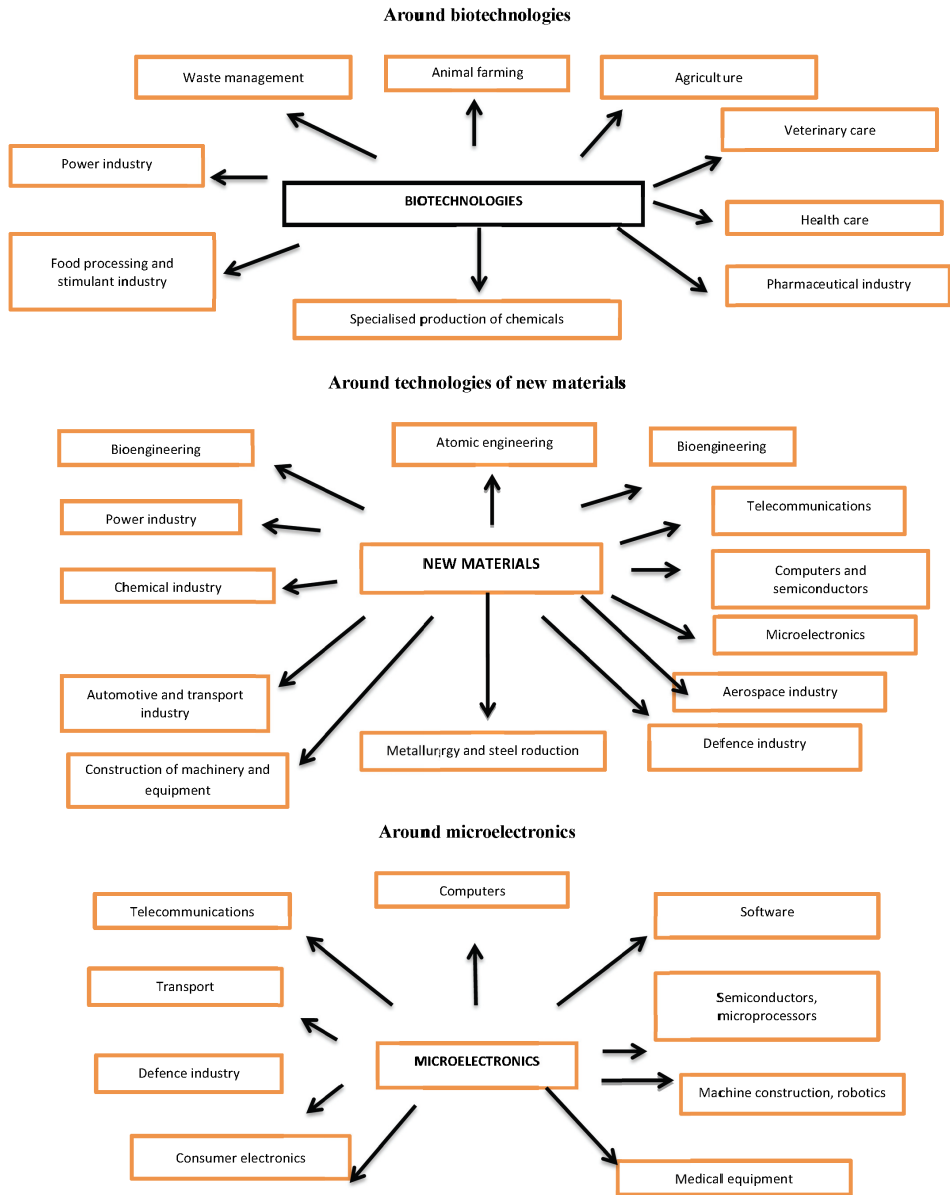 Around biotechnologies
Waste management
Animal farming
Agriculture
Veterinary care
Power industry
BIOTECHNOLOGIES
Health care
Food processing and
stimulant industry
Pharmaceutical industry
Specialised production of chemicals
Around technologies of new materials
Bioengineering
Atomic engineering
Bioengineering
Telecommunications
Power industry
NEW MATERIALS
Computers and
semiconductors
Chemical industry
Microelectronics
Automotive and transport
industry
Aerospace industry
Metallurrgy and steel roduction
Defence industry
Construction of machinery and
equipment
Around microelectronics
Computers
Telecommunications
Software
Transport
Semiconductors,
microprocessors
MICROELECTRONICS
Defence industry
Machine construction, robotics
Consumer electronics
Medical equipment